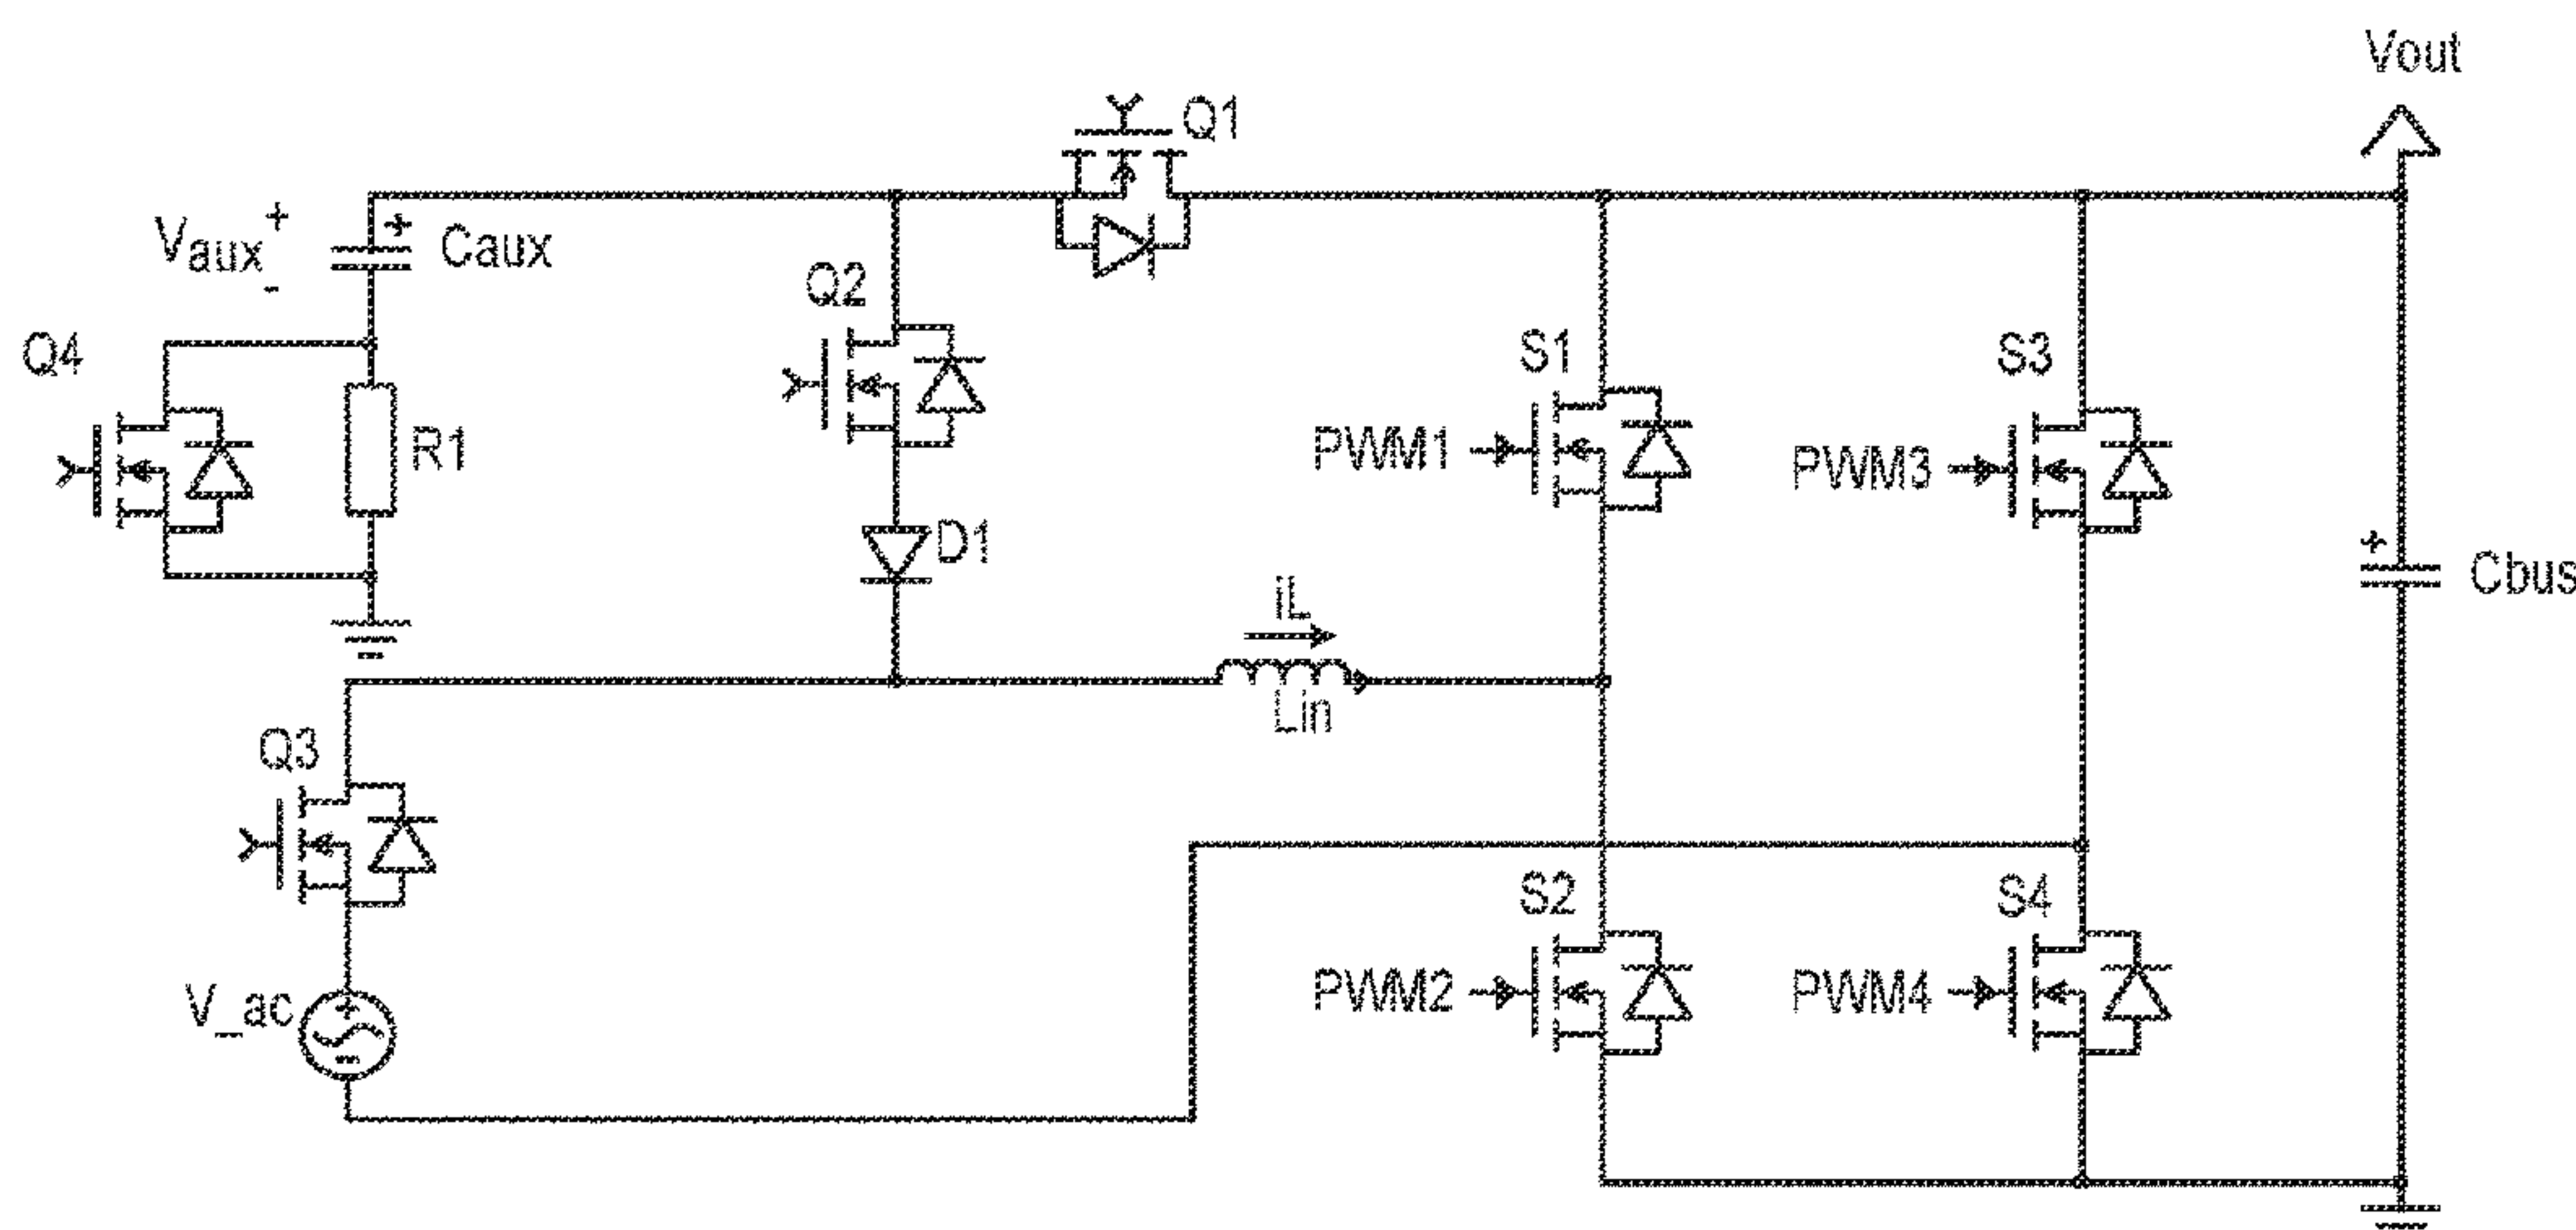 Vout
Q1
+
Vaux
-
+
Caux
Q2
Q4
R1
S1
S3
PWM1
PWM3
D1
+
Cbus
iL
Lin
Q3
S2
S4
V_ac
PWM2
PWM4